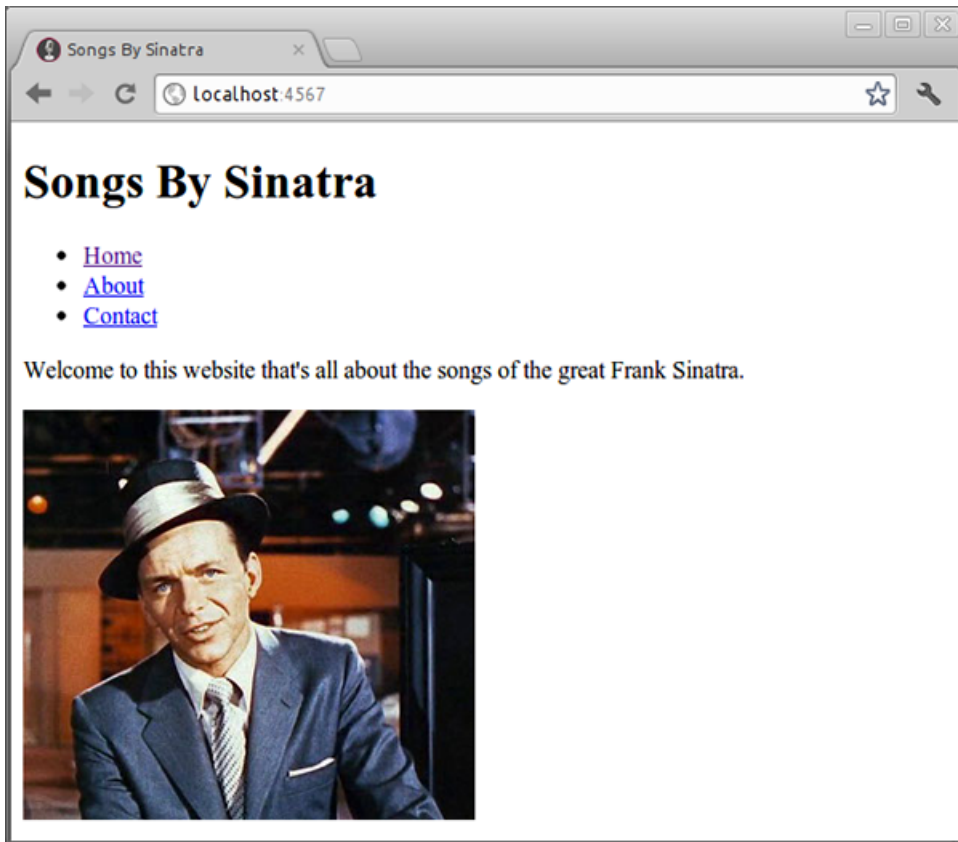 Songs By Sinatra
localhost:4567
Songs By Sinatra
Home
About
Contact
Welcome to this website that's all about the songs of the great Frank Sinatra.